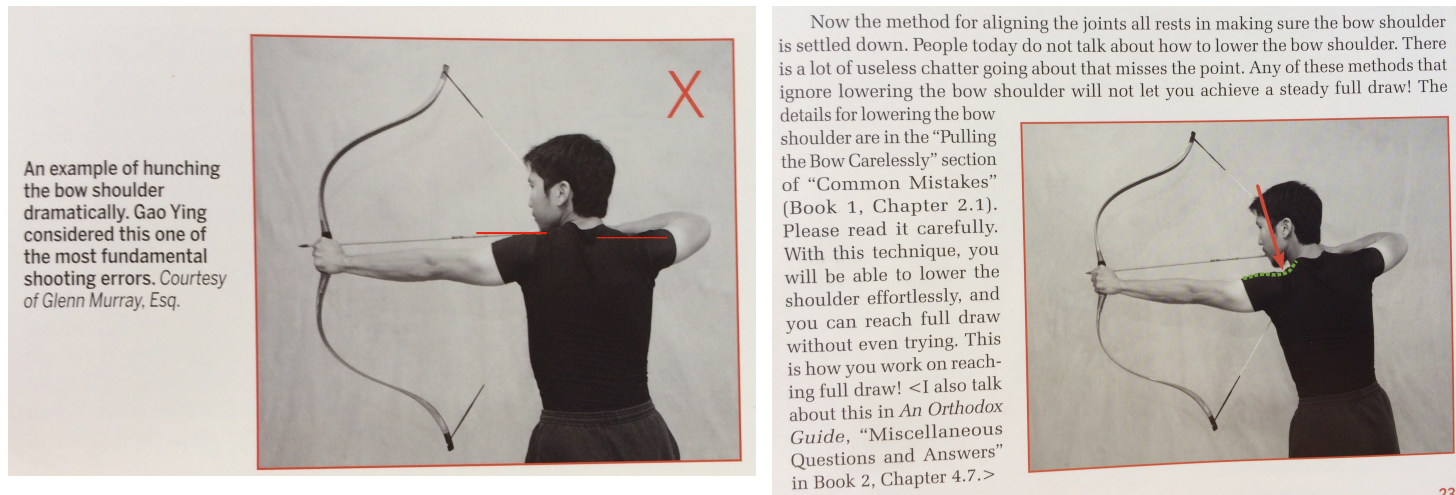 An example of hunching
the bow shoulder
dramatically. Gao Ying
considered this one of
the most fundamental
shooting errors. Courtesy
of Glenn Murray, Esq.
X
Now the method for aligning the joints all rests in making sure the bow shoulder
is settled down. People today do not talk about how to lower the bow shoulder. There
is a lot of useless chatter going about that misses the point. Any of these methods that
ignore lowering the bow shoulder will not let you achieve a steady full draw! The
details for lowering the bow
shoulder are in the “Pulling
the Bow Carelessly” section
of “Common Mistakes”
(Book 1, Chapter 2.1).
Please read it carefully.
With this technique, you
will be able to lower the
shoulder effortlessly, and
you can reach full draw
without even trying. This
is how you work on reach-
ing full draw! <I also talk
about this in An Orthodox
Guide, “Miscellaneous
Questions and Answers”
in Book 2, Chapter 4.7.>